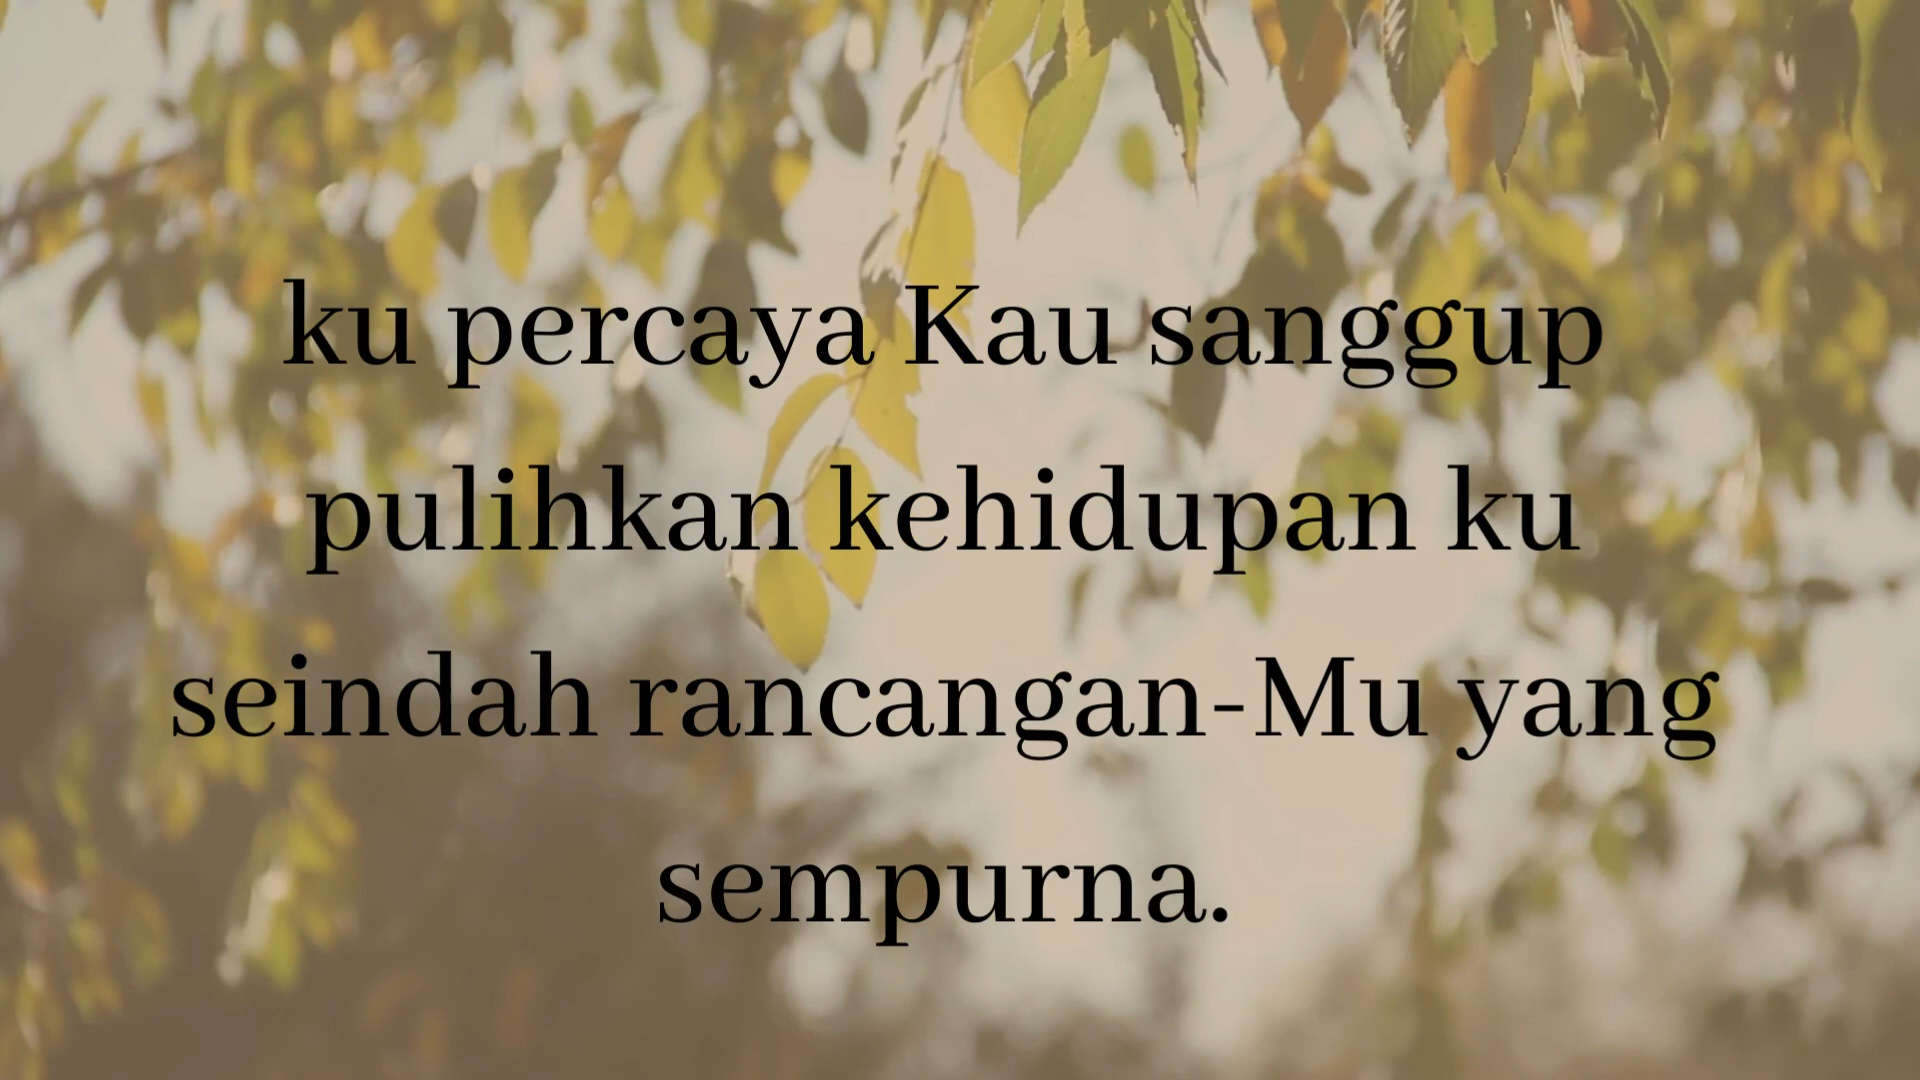 ku percaya Kau sanggup
pulihkan kehidupan ku
seindah rancangan-Mu yang
sempurna.